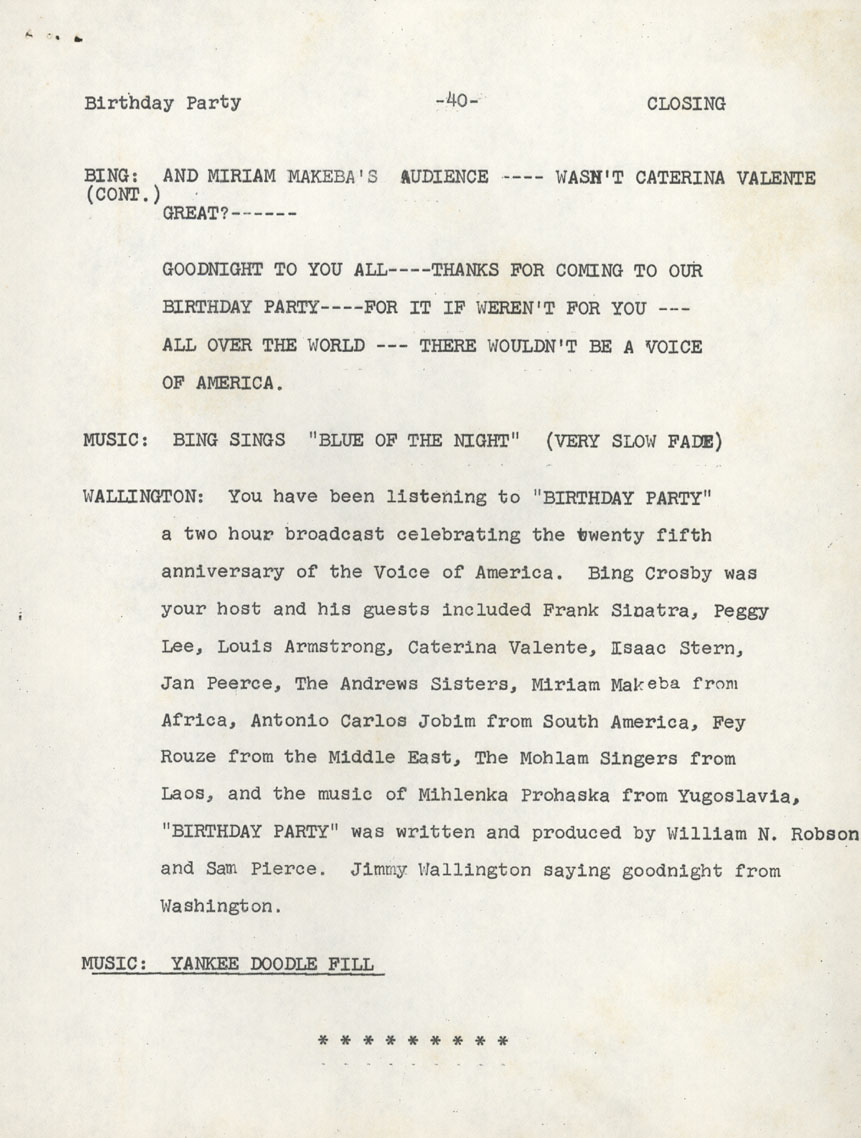 Birthday Party -40- CLOSING
BING: AND MIRIAM MAKEBA'S AUDIENCE ---- WASN'T CATERINA VALENTE
(CONT.)
GREAT?------
GOODNIGHT TO YOU ALL----THANKS FOR COMING TO OUR
BIRTHDAY PARTY----FOR IT IF WEREN'T FOR YOU ---
ALL OVER THE WORLD --- THERE WOULDN'T BE A VOICE
OF AMERICA.
MUSIC: BING SINGS "BLUE OF THE NIGHT" (VERY SLOW FADE)
WALLINGTON: You have been listening to "BIRTHDAY PARTY"
a two hour broadcast celebrating the twenty fifth
anniversary of the Voice of America. Bing Crosby was
your host and his guests included Frank Sinatra, Peggy
Lee, Louis Armstrong, Caterina Valente, Isaac Stern,
Jan Peerce, The Andrews Sisters, Miriam Makeba from
Africa, Antonio Carlos Jobim from South America, Fey
Rouze from the Middle East, The Mohlam Singers from
Laos, and the music of Mihlenka Prohaska from Yugoslavia,
"BIRTHDAY PARTY" was written and produced by William N. Robson
and Sam Pierce. Jimmy Wallington saying goodnight from
Washington.
MUSIC: YANKEE DOODLE FILL
* * * * * * * * *